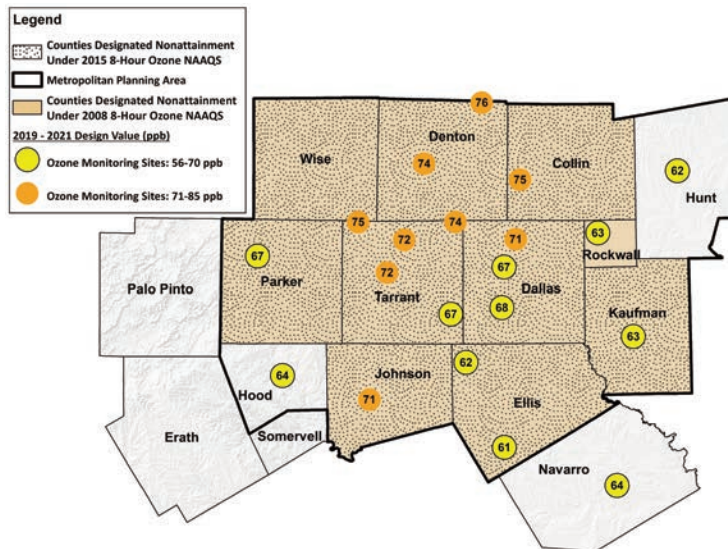 Legend
Counties Designated Nonattainment
Under 2015 8-Hour Ozone NAAQS
Metropolitan Planning Area
Counties Designated Nonattainment
Under 2008 8-Hour Ozone NAAQS
2019 - 2021 Design Value (ppb)
Ozone Monitoring Sites: 56-70 ppb
Ozone Monitoring Sites: 71-85 ppb
76
Denton
Wise
74
Collin
75
62
Hunt
75
74
63
72
71
Rockwall
67
67
72
Palo Pinto
Parker
Tarrant
Dallas
68
67
Kaufman
63
62
64
Johnson
Hood
71
Ellis
Erath
Somervell
61
Navarro
64